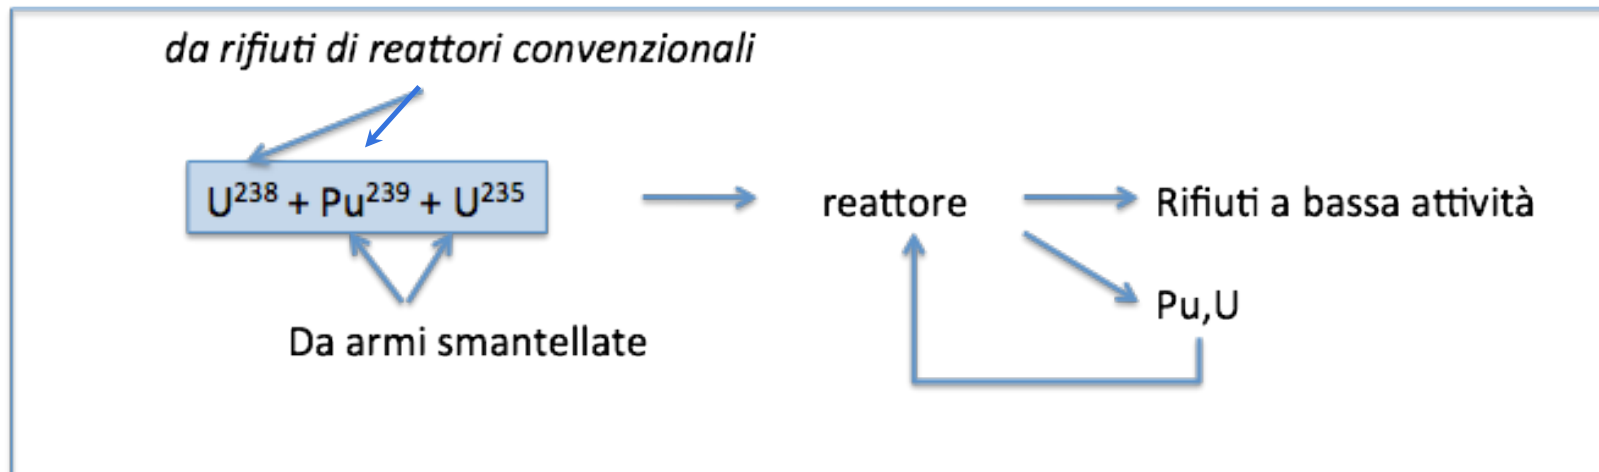 da rifiuti di reattori convenzionali
U²³⁸ + Pu²³⁹ + U²³⁵
reattore
Rifiuti a bassa attività
Pu,U
Da armi smantellate